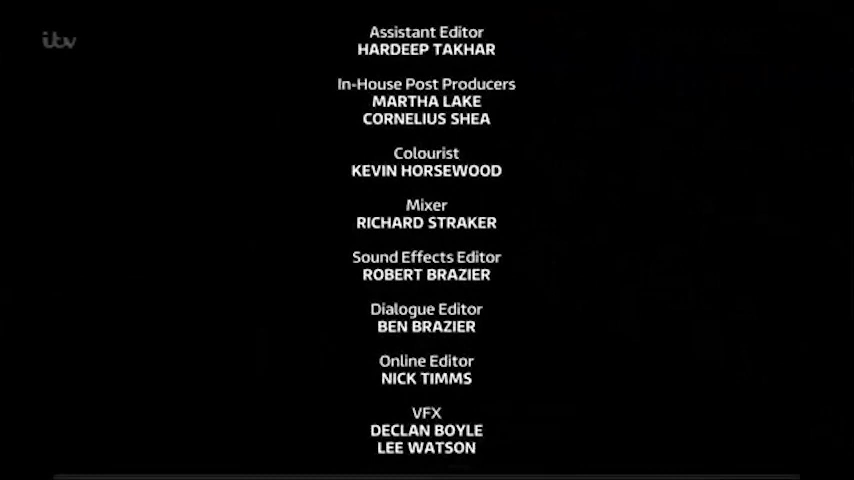 itv
Assistant Editor
HARDEEP TAKHAR
In-House Post Producers
MARTHA LAKE
CORNELIUS SHEA
Colourist
KEVIN HORSEWOOD
Mixer
RICHARD STRAKER
Sound Effects Editor
ROBERT BRAZIER
Dialogue Editor
BEN BRAZIER
Online Editor
NICK TIMMS
VFX
DECLAN BOYLE
LEE WATSON